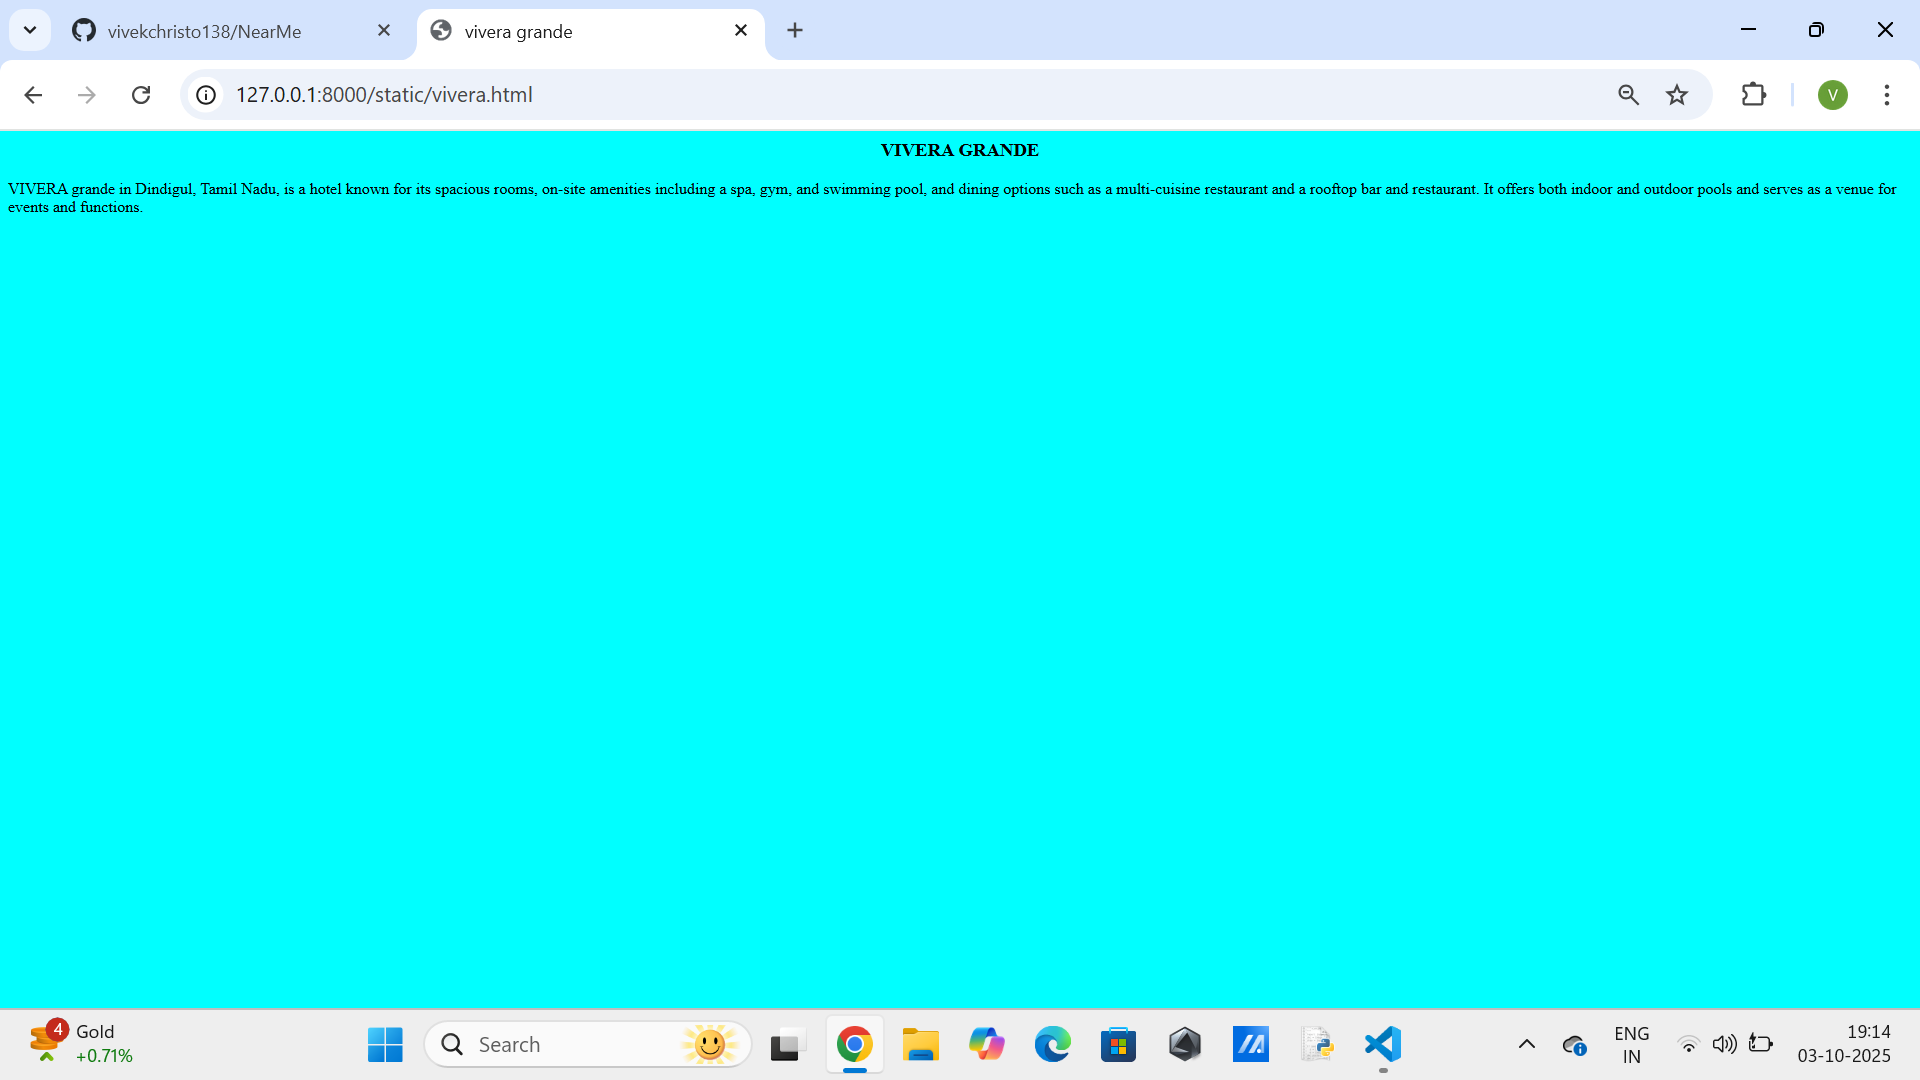 vivekchristo138/NearMe
vivera grande
127.0.0.1:8000/static/vivera.html
V
VIVERA GRANDE
VIVERA grande in Dindigul, Tamil Nadu, is a hotel known for its spacious rooms, on-site amenities including a spa, gym, and swimming pool, and dining options such as a multi-cuisine restaurant and a rooftop bar and restaurant. It offers both indoor and outdoor pools and serves as a venue for
events and functions.
4
Gold
+0.71%
Search
ENG
IN
19:14
03-10-2025